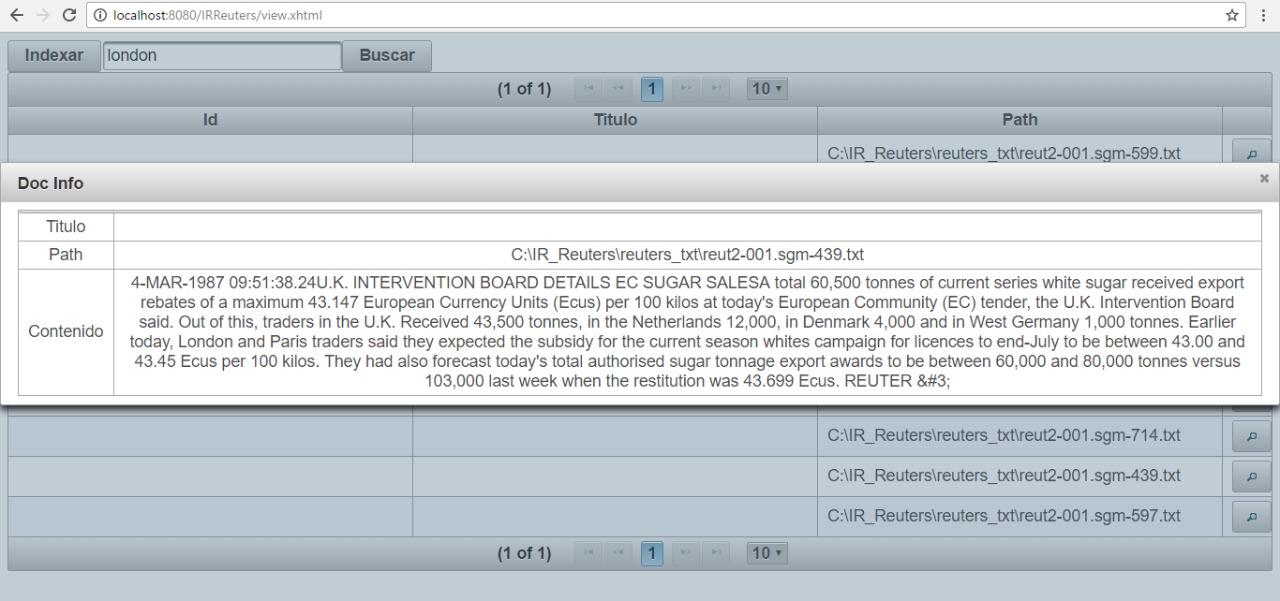 localhost:8080/IRReuters/view.xhtml
Indexar london Buscar
(1 of 1) 1 10
Id Titulo Path
C:\IR_Reuters\reuters_txt\reut2-001.sgm-599.txt
Doc Info
Titulo
Path C:\IR_Reuters\reuters_txt\reut2-001.sgm-439.txt
4-MAR-1987 09:51:38.24U.K. INTERVENTION BOARD DETAILS EC SUGAR SALESA total 60,500 tonnes of current series white sugar received export
rebates of a maximum 43.147 European Currency Units (Ecus) per 100 kilos at today's European Community (EC) tender, the U.K. Intervention Board
said. Out of this, traders in the U.K. Received 43,500 tonnes, in the Netherlands 12,000, in Denmark 4,000 and in West Germany 1,000 tonnes. Earlier
Contenido
today, London and Paris traders said they expected the subsidy for the current season whites campaign for licences to end-July to be between 43.00 and
43.45 Ecus per 100 kilos. They had also forecast today's total authorised sugar tonnage export awards to be between 60,000 and 80,000 tonnes versus
103,000 last week when the restitution was 43.699 Ecus. REUTER &#3;
C:\IR_Reuters\reuters_txt\reut2-001.sgm-714.txt
C:\IR_Reuters\reuters_txt\reut2-001.sgm-439.txt
C:\IR_Reuters\reuters_txt\reut2-001.sgm-597.txt
(1 of 1) 1 10